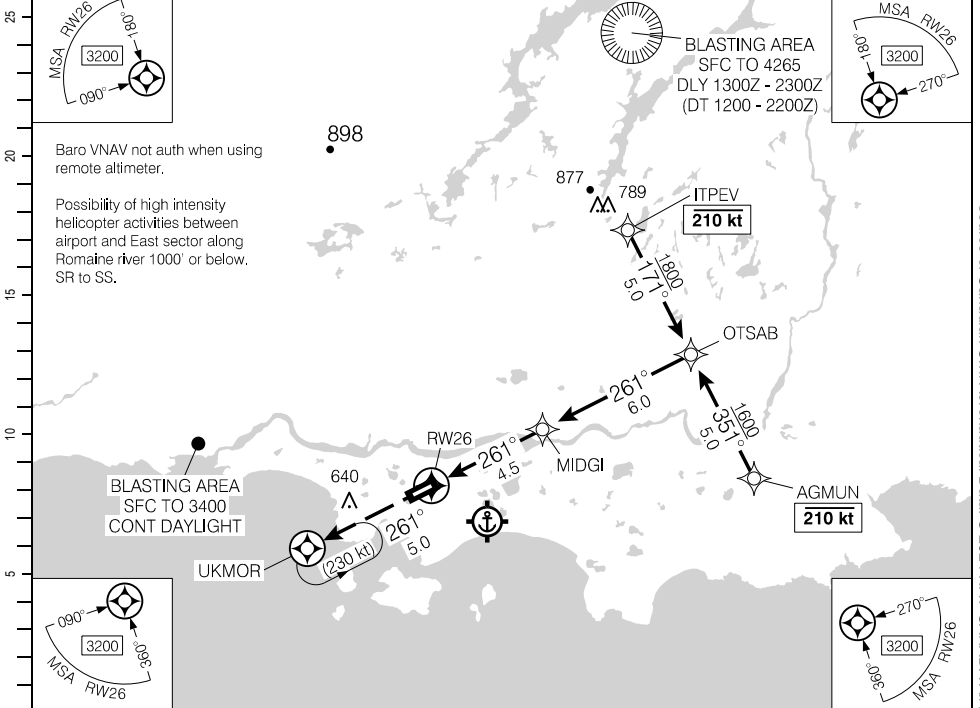 25
20
15
10
5
MSA RW26
180°
3200
090°
MSA RW26
180°
3200
270°
BLASTING AREA
SFC TO 4265
DLY 1300Z - 2300Z
(DT 1200 - 2200Z)
898
Baro VNAV not auth when using
remote altimeter.
Possibility of high intensity
helicopter activities between
airport and East sector along
Romaine river 1000' or below.
SR to SS.
877
789
ITPEV
210 kt
1800
171°
5.0
OTSAB
261°
6.0
1600
351°
5.0
RW26
261°
4.5
MIDGI
AGMUN
210 kt
BLASTING AREA
SFC TO 3400
CONT DAYLIGHT
640
261°
5.0
(230 kt)
UKMOR
090°
3200
360°
MSA RW26
270°
3200
360°
MSA RW26